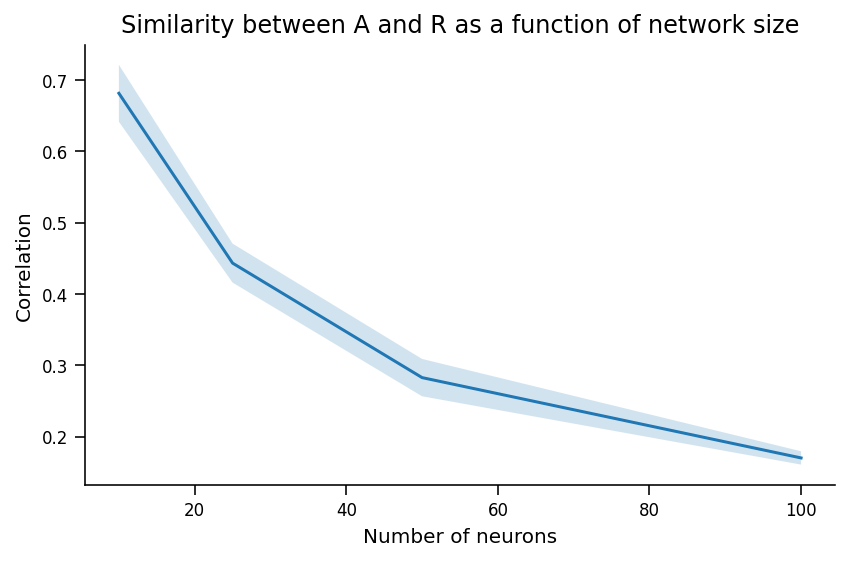 Similarity between A and R as a function of network size
Correlation
0.7
0.6
0.5
0.4
0.3
0.2
20 40 60 80 100
Number of neurons